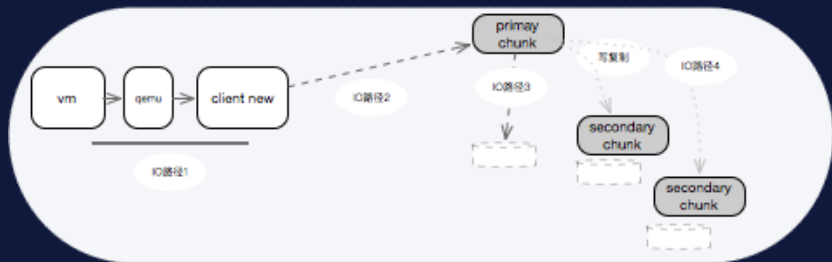 primay
chunk
写复制
IO路径4
vm
qemu
client new
IO路径2
IO路径3
secondary
chunk
IO路径1
secondary
chunk